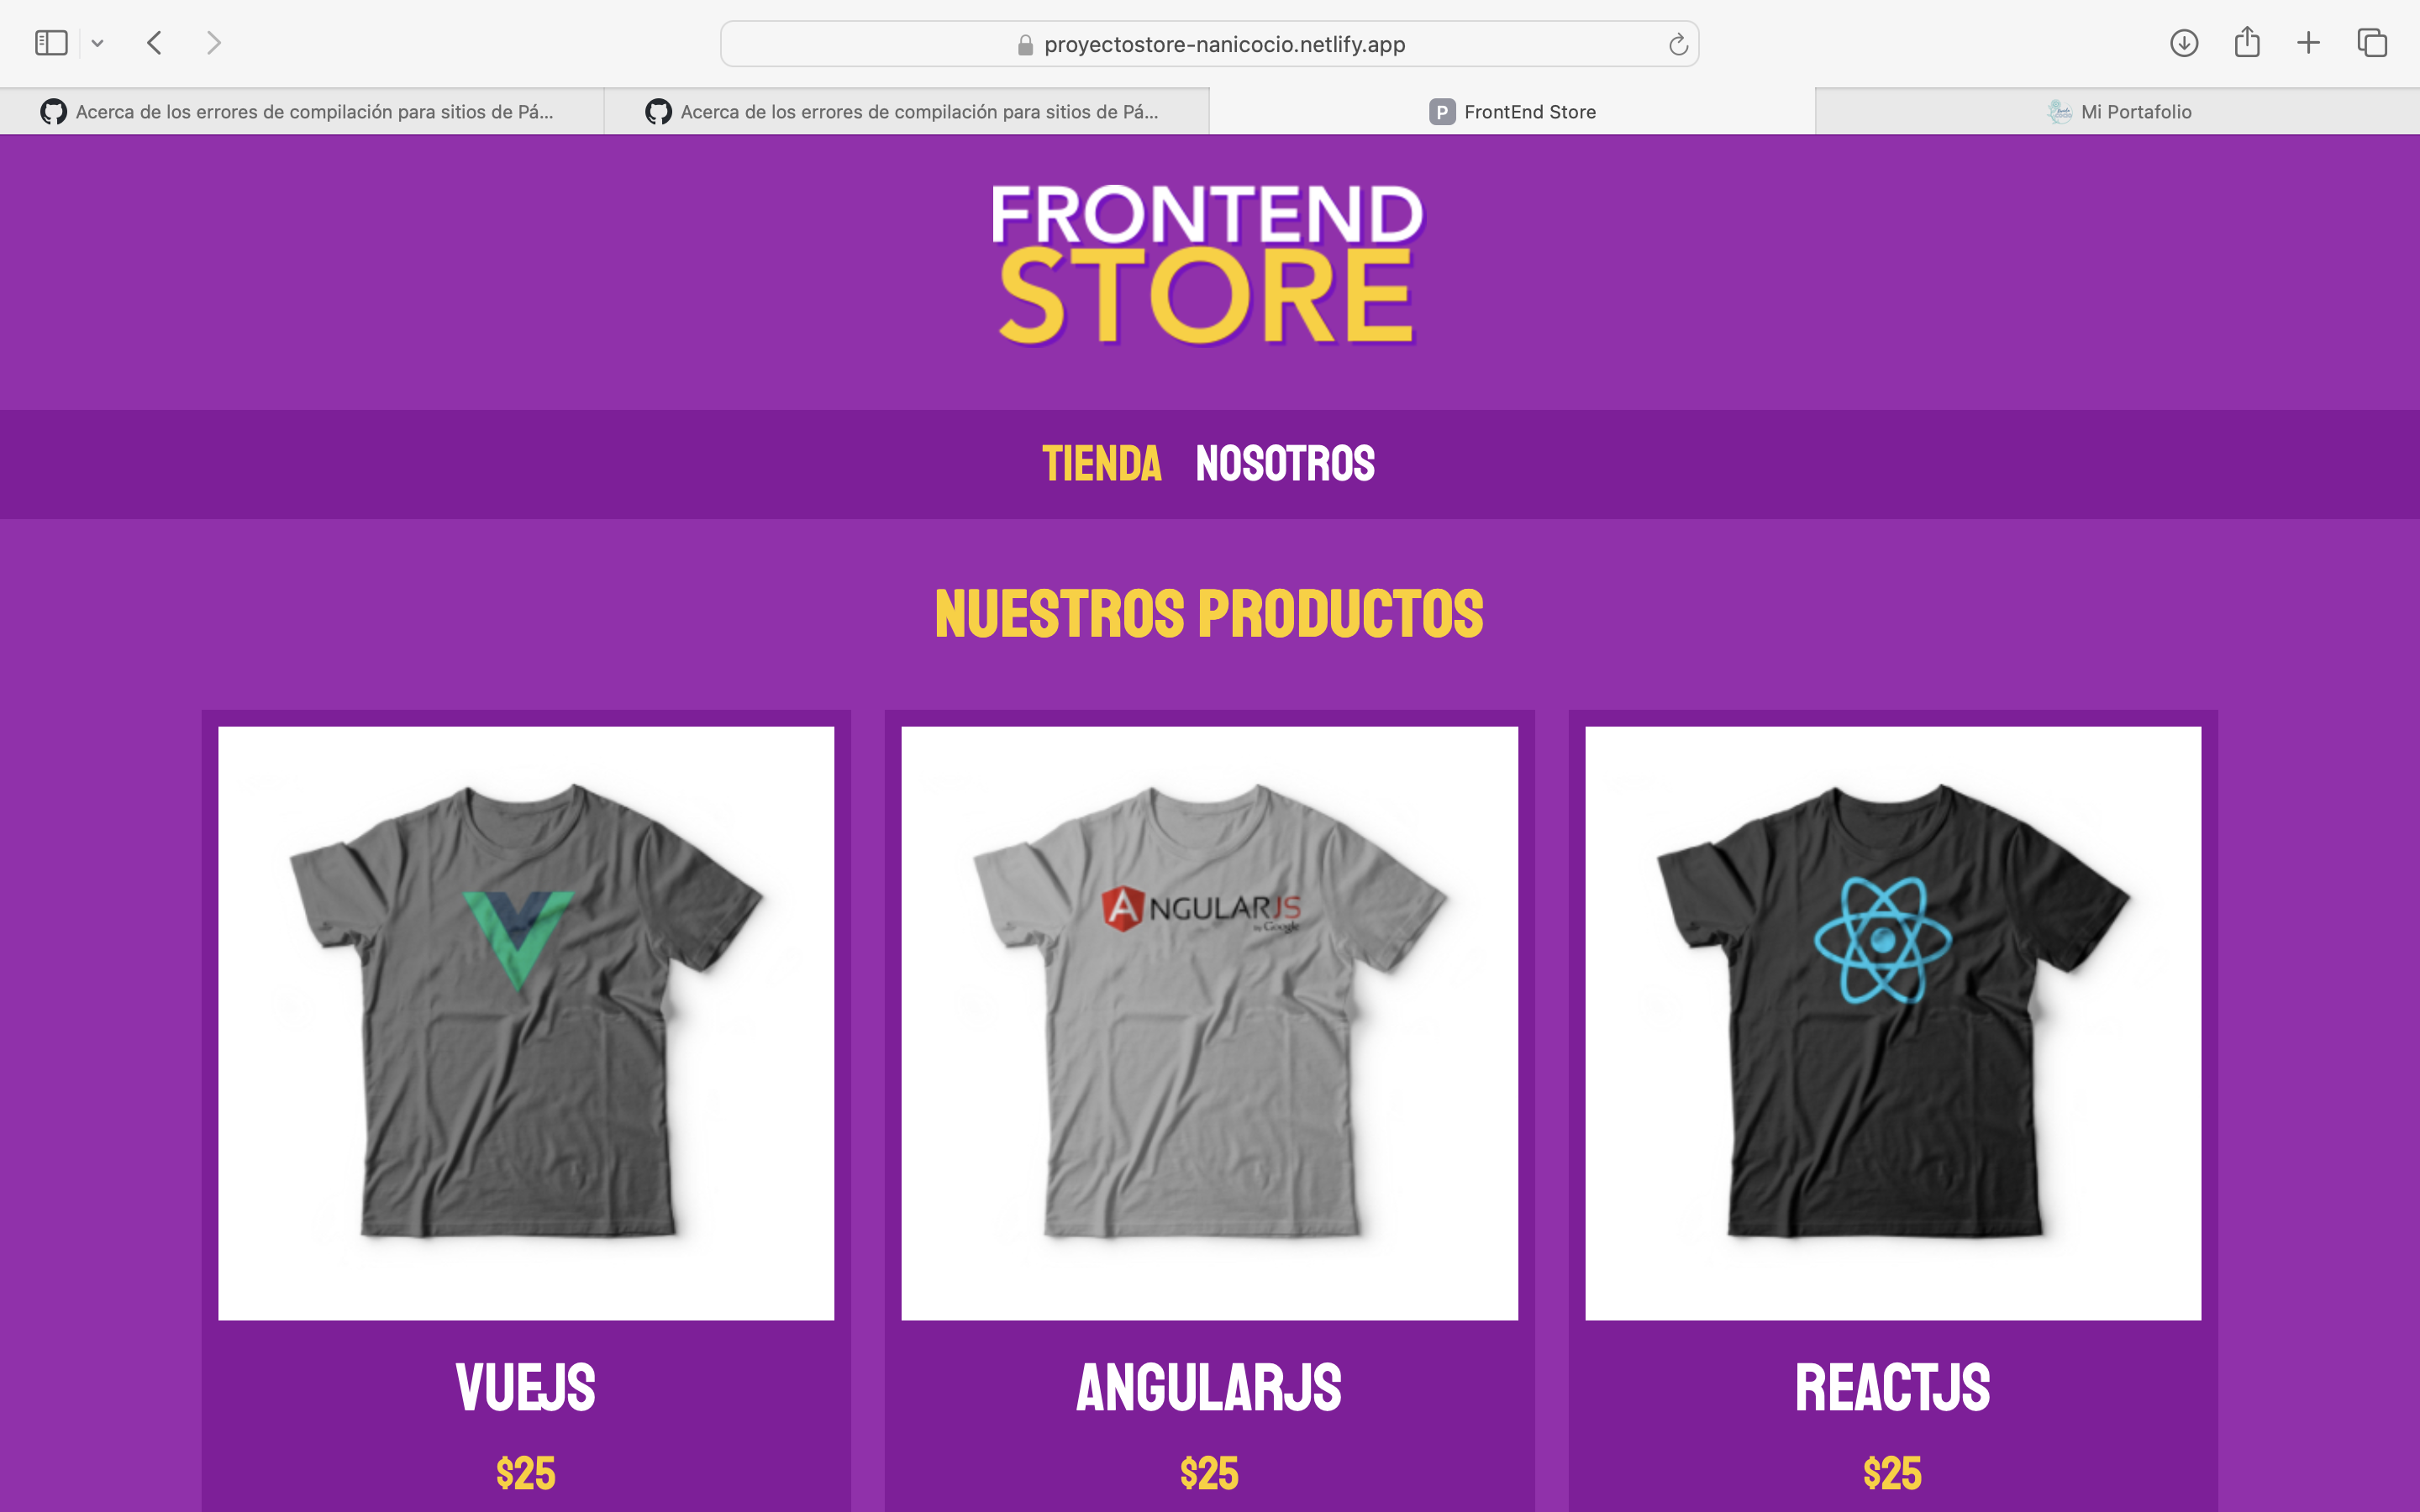 proyectostore-nanicocio.netlify.app
Acerca de los errores de compilación para sitios de Pá...
Acerca de los errores de compilación para sitios de Pá...
P FrontEnd Store
Mi Portafolio
FRONTEND
STORE
TIENDA NOSOTROS
NUESTROS PRODUCTOS
ANGULARJS
by Google
VUEJS
ANGULARJS
REACTJS
$25
$25
$25